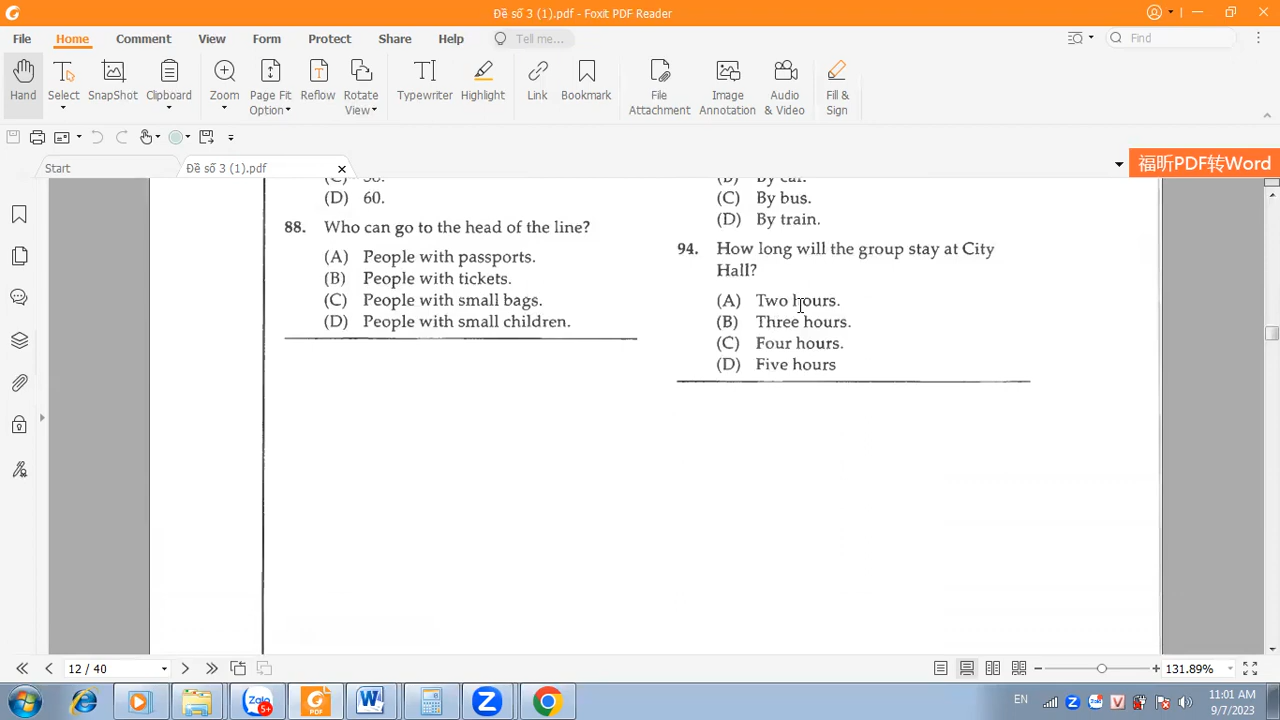 Đề số 3 (1).pdf - Foxit PDF Reader
File Home Comment View Form Protect Share Help Tell me... Find
Hand Select SnapShot Clipboard Zoom Page Fit Option Reflow Rotate View Typewriter Highlight Link Bookmark File Attachment Image Annotation Audio & Video Fill & Sign
Start Đề số 3 (1).pdf 福昕PDF转Word
(D) 60.
88. Who can go to the head of the line?
(A) People with passports.
(B) People with tickets.
(C) People with small bags.
(D) People with small children.
(B) By car.
(C) By bus.
(D) By train.
94. How long will the group stay at City
Hall?
(A) Two hours.
(B) Three hours.
(C) Four hours.
(D) Five hours
12 / 40 131.89%
Zalo 5+ PDF EN 11:01 AM
9/7/2023